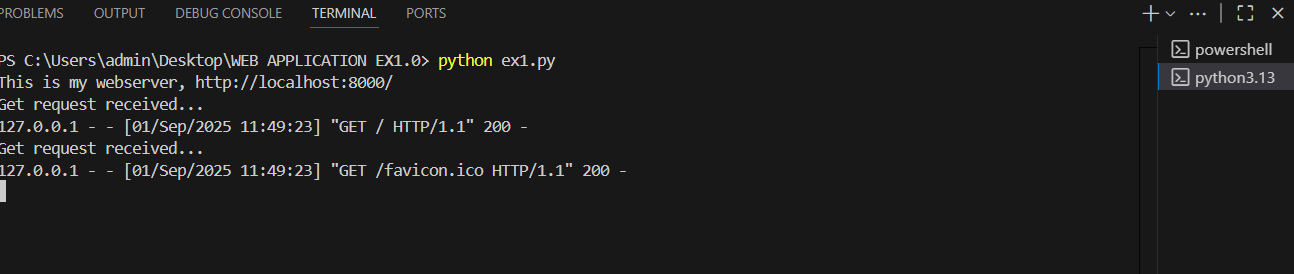 PROBLEMS OUTPUT DEBUG CONSOLE TERMINAL PORTS
PS C:\Users\admin\Desktop\WEB APPLICATION EX1.0> python ex1.py
This is my webserver, http://localhost:8000/
Get request received...
127.0.0.1 - - [01/Sep/2025 11:49:23] "GET / HTTP/1.1" 200 -
Get request received...
127.0.0.1 - - [01/Sep/2025 11:49:23] "GET /favicon.ico HTTP/1.1" 200 -
powershell
python3.13